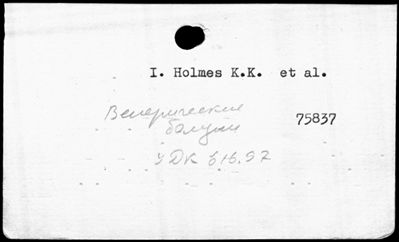 I. Holmes K.K. et al.
Венерические
75837
болезни
УДК 616.97